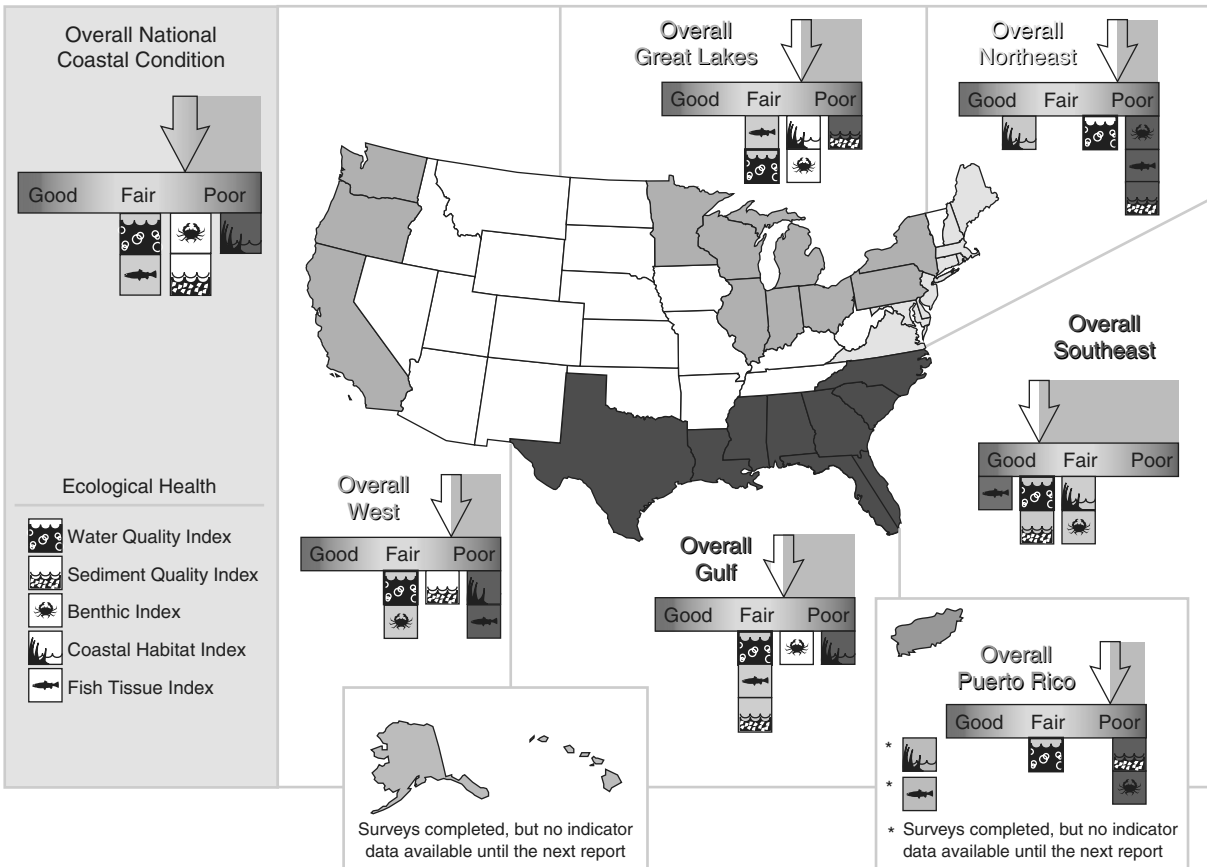 Overall National
Coastal Condition
Good Fair Poor
Ecological Health
Water Quality Index
Sediment Quality Index
Benthic Index
Coastal Habitat Index
Fish Tissue Index
Overall
Great Lakes
Good Fair Poor
Overall
Northeast
Good Fair Poor
Overall
Southeast
Good Fair Poor
Overall
West
Good Fair Poor
Overall
Gulf
Good Fair Poor
Overall
Puerto Rico
Good Fair Poor
*
*
* Surveys completed, but no indicator
data available until the next report
Surveys completed, but no indicator
data available until the next report